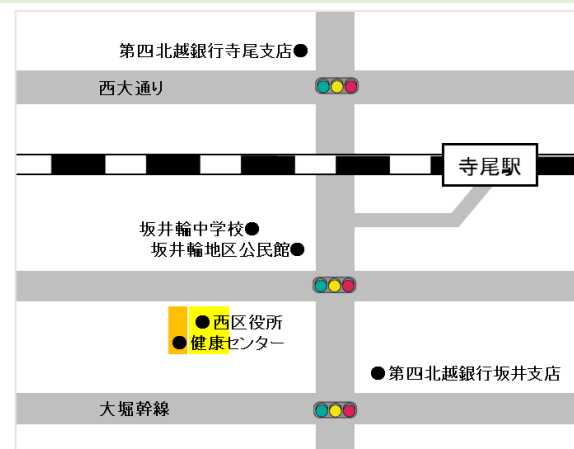 第四北越銀行寺尾支店
西大通り
寺尾駅
坂井輪中学校
坂井輪地区公民館
西区役所
健康センター
第四北越銀行坂井支店
大堀幹線